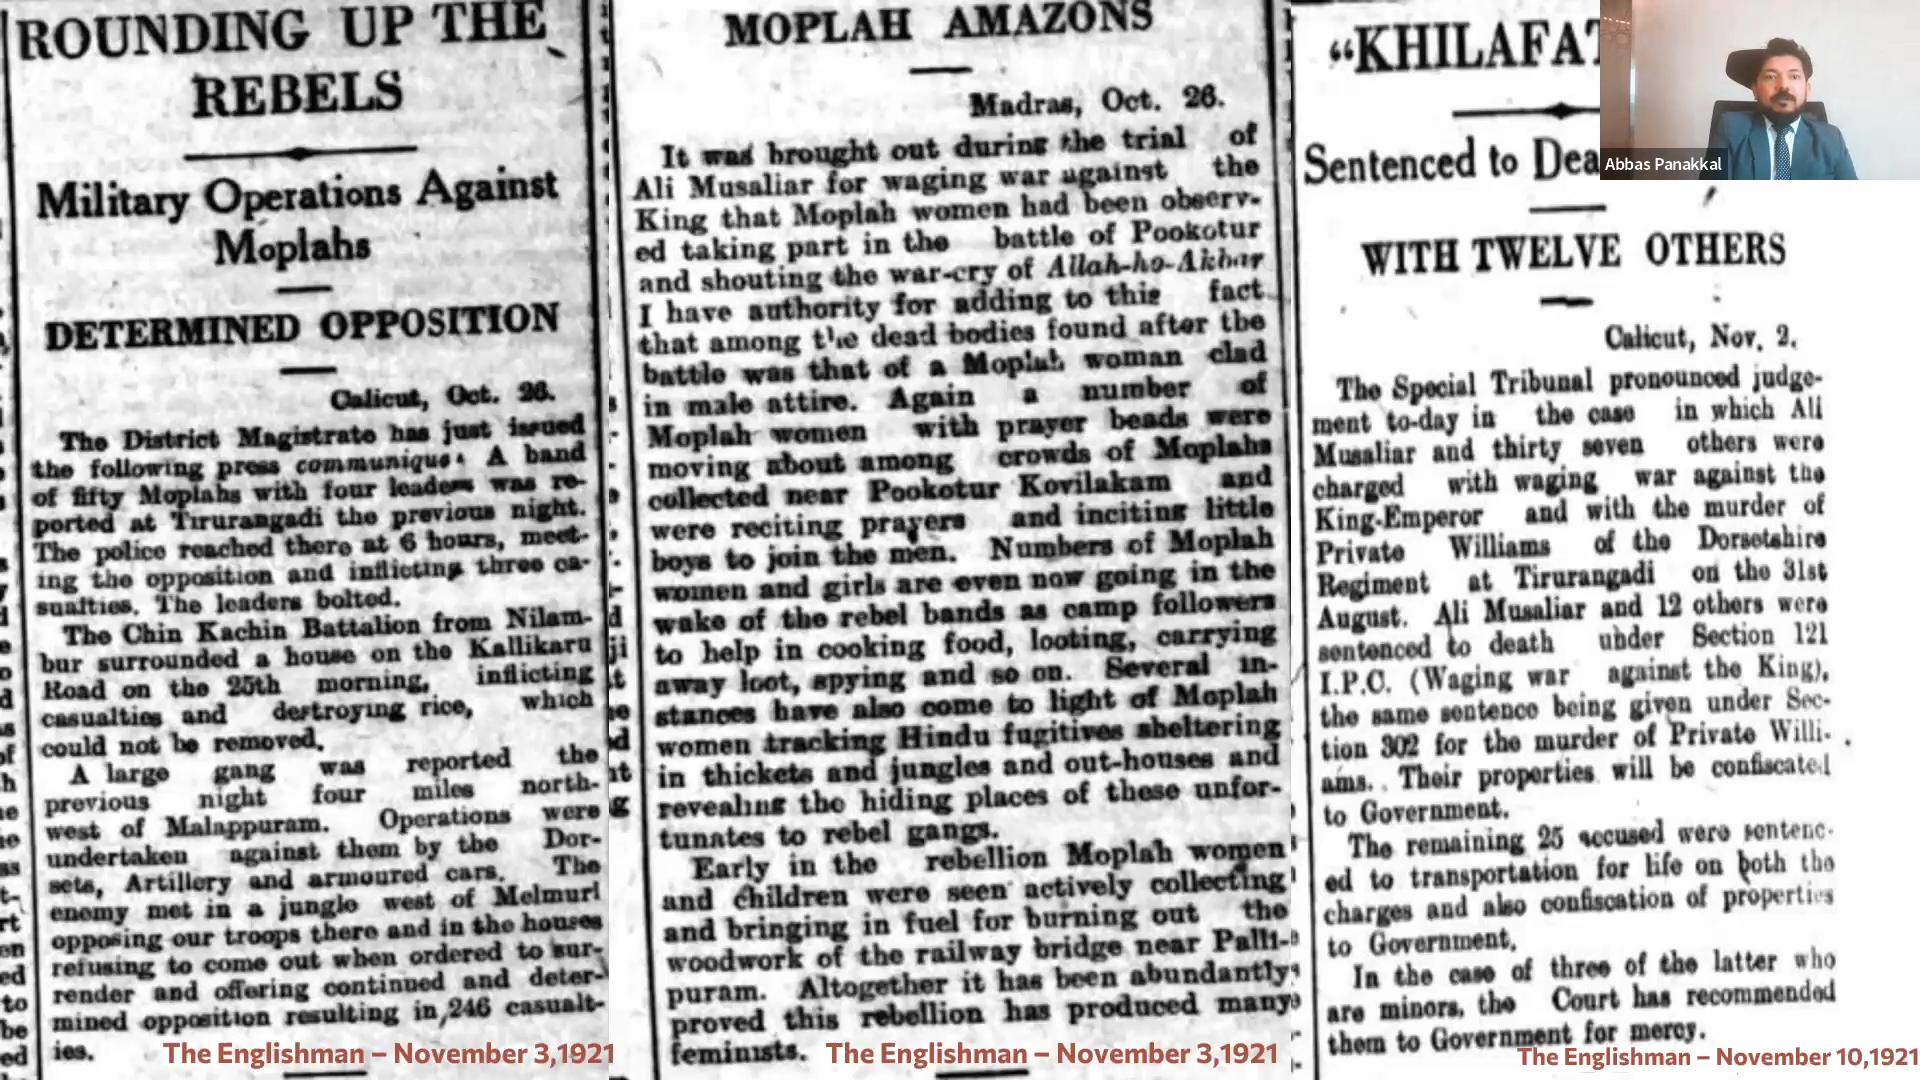 ROUNDING UP THE
REBELS
Military Operations Against
Moplahs
DETERMINED OPPOSITION
Calicut, Oct. 26.
The District Magistrate has just issued
the following press communique. A band
of fifty Moplahs with four leaders was re-
ported at Tirurangadi the previous night.
The police reached there at 6 hours, meet-
ing the opposition and inflicting three ca-
sualties. The leaders bolted.
The Chin Kachin Battalion from Nilam-
bur surrounded a house on the Kallikaru
Road on the 25th morning, inflicting
casualties and destroying rice, which
could not be removed.
A large gang was reported the
previous night four miles north-
west of Malappuram. Operations were
undertaken against them by the Dor-
sets, Artillery and armoured cars. The
enemy met in a jungle west of Melmuri
opposing our troops there and in the houses
refusing to come out when ordered to sur-
render and offering continued and deter-
mined opposition resulting in 246 casualt-
ies.
The Englishman – November 3,1921
MOPLAH AMAZONS
Madras, Oct. 26.
It was brought out during the trial of
Ali Musaliar for waging war against the
King that Moplah women had been observ-
ed taking part in the battle of Pookotur
and shouting the war-cry of Allah-ho-Akbar
I have authority for adding to this fact
that among the dead bodies found after the
battle was that of a Moplah woman clad
in male attire. Again a number of
Moplah women with prayer beads were
moving about among crowds of Moplahs
collected near Pookotur Kovilakam and
were reciting prayers and inciting little
boys to join the men. Numbers of Moplah
women and girls are even now going in the
wake of the rebel bands as camp followers
to help in cooking food, looting, carrying
away loot, spying and so on. Several in-
stances have also come to light of Moplah
women tracking Hindu fugitives sheltering
in thickets and jungles and out-houses and
revealing the hiding places of these unfor-
tunates to rebel gangs.
Early in the rebellion Moplah women
and children were seen actively collecting
and bringing in fuel for burning out the
woodwork of the railway bridge near Palli-
puram. Altogether it has been abundantly
proved this rebellion has produced many
feminists.
The Englishman – November 3,1921
“KHILAFAT
Sentenced to Dea
WITH TWELVE OTHERS
Calicut, Nov. 2.
The Special Tribunal pronounced judge-
ment to-day in the case in which Ali
Musaliar and thirty seven others were
charged with waging war against the
King-Emperor and with the murder of
Private Williams of the Dorsetshire
Regiment at Tirurangadi on the 31st
August. Ali Musaliar and 12 others were
sentenced to death under Section 121
I.P.C. (Waging war against the King),
the same sentence being given under Sec-
tion 302 for the murder of Private Willi-
ams. Their properties will be confiscated
to Government.
The remaining 25 accused were sentenc-
ed to transportation for life on both the
charges and also confiscation of properties
to Government.
In the case of three of the latter who
are minors, the Court has recommended
them to Government for mercy.
The Englishman – November 10,1921
Abbas Panakkal